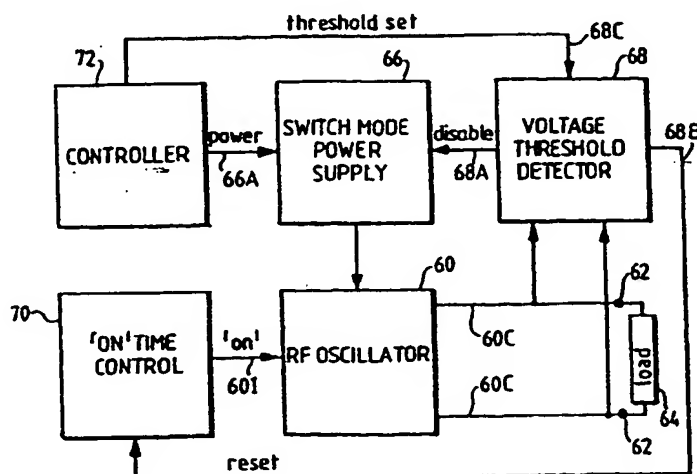 threshold set
68C
72
66
68
CONTROLLER
power
66A
SWITCH MODE
POWER
SUPPLY
disable
68A
VOLTAGE
THRESHOLD
DETECTOR
68B
60
62
70
'ON' TIME
CONTROL
'on'
601
RF OSCILLATOR
60C
60C
load
64
62
reset